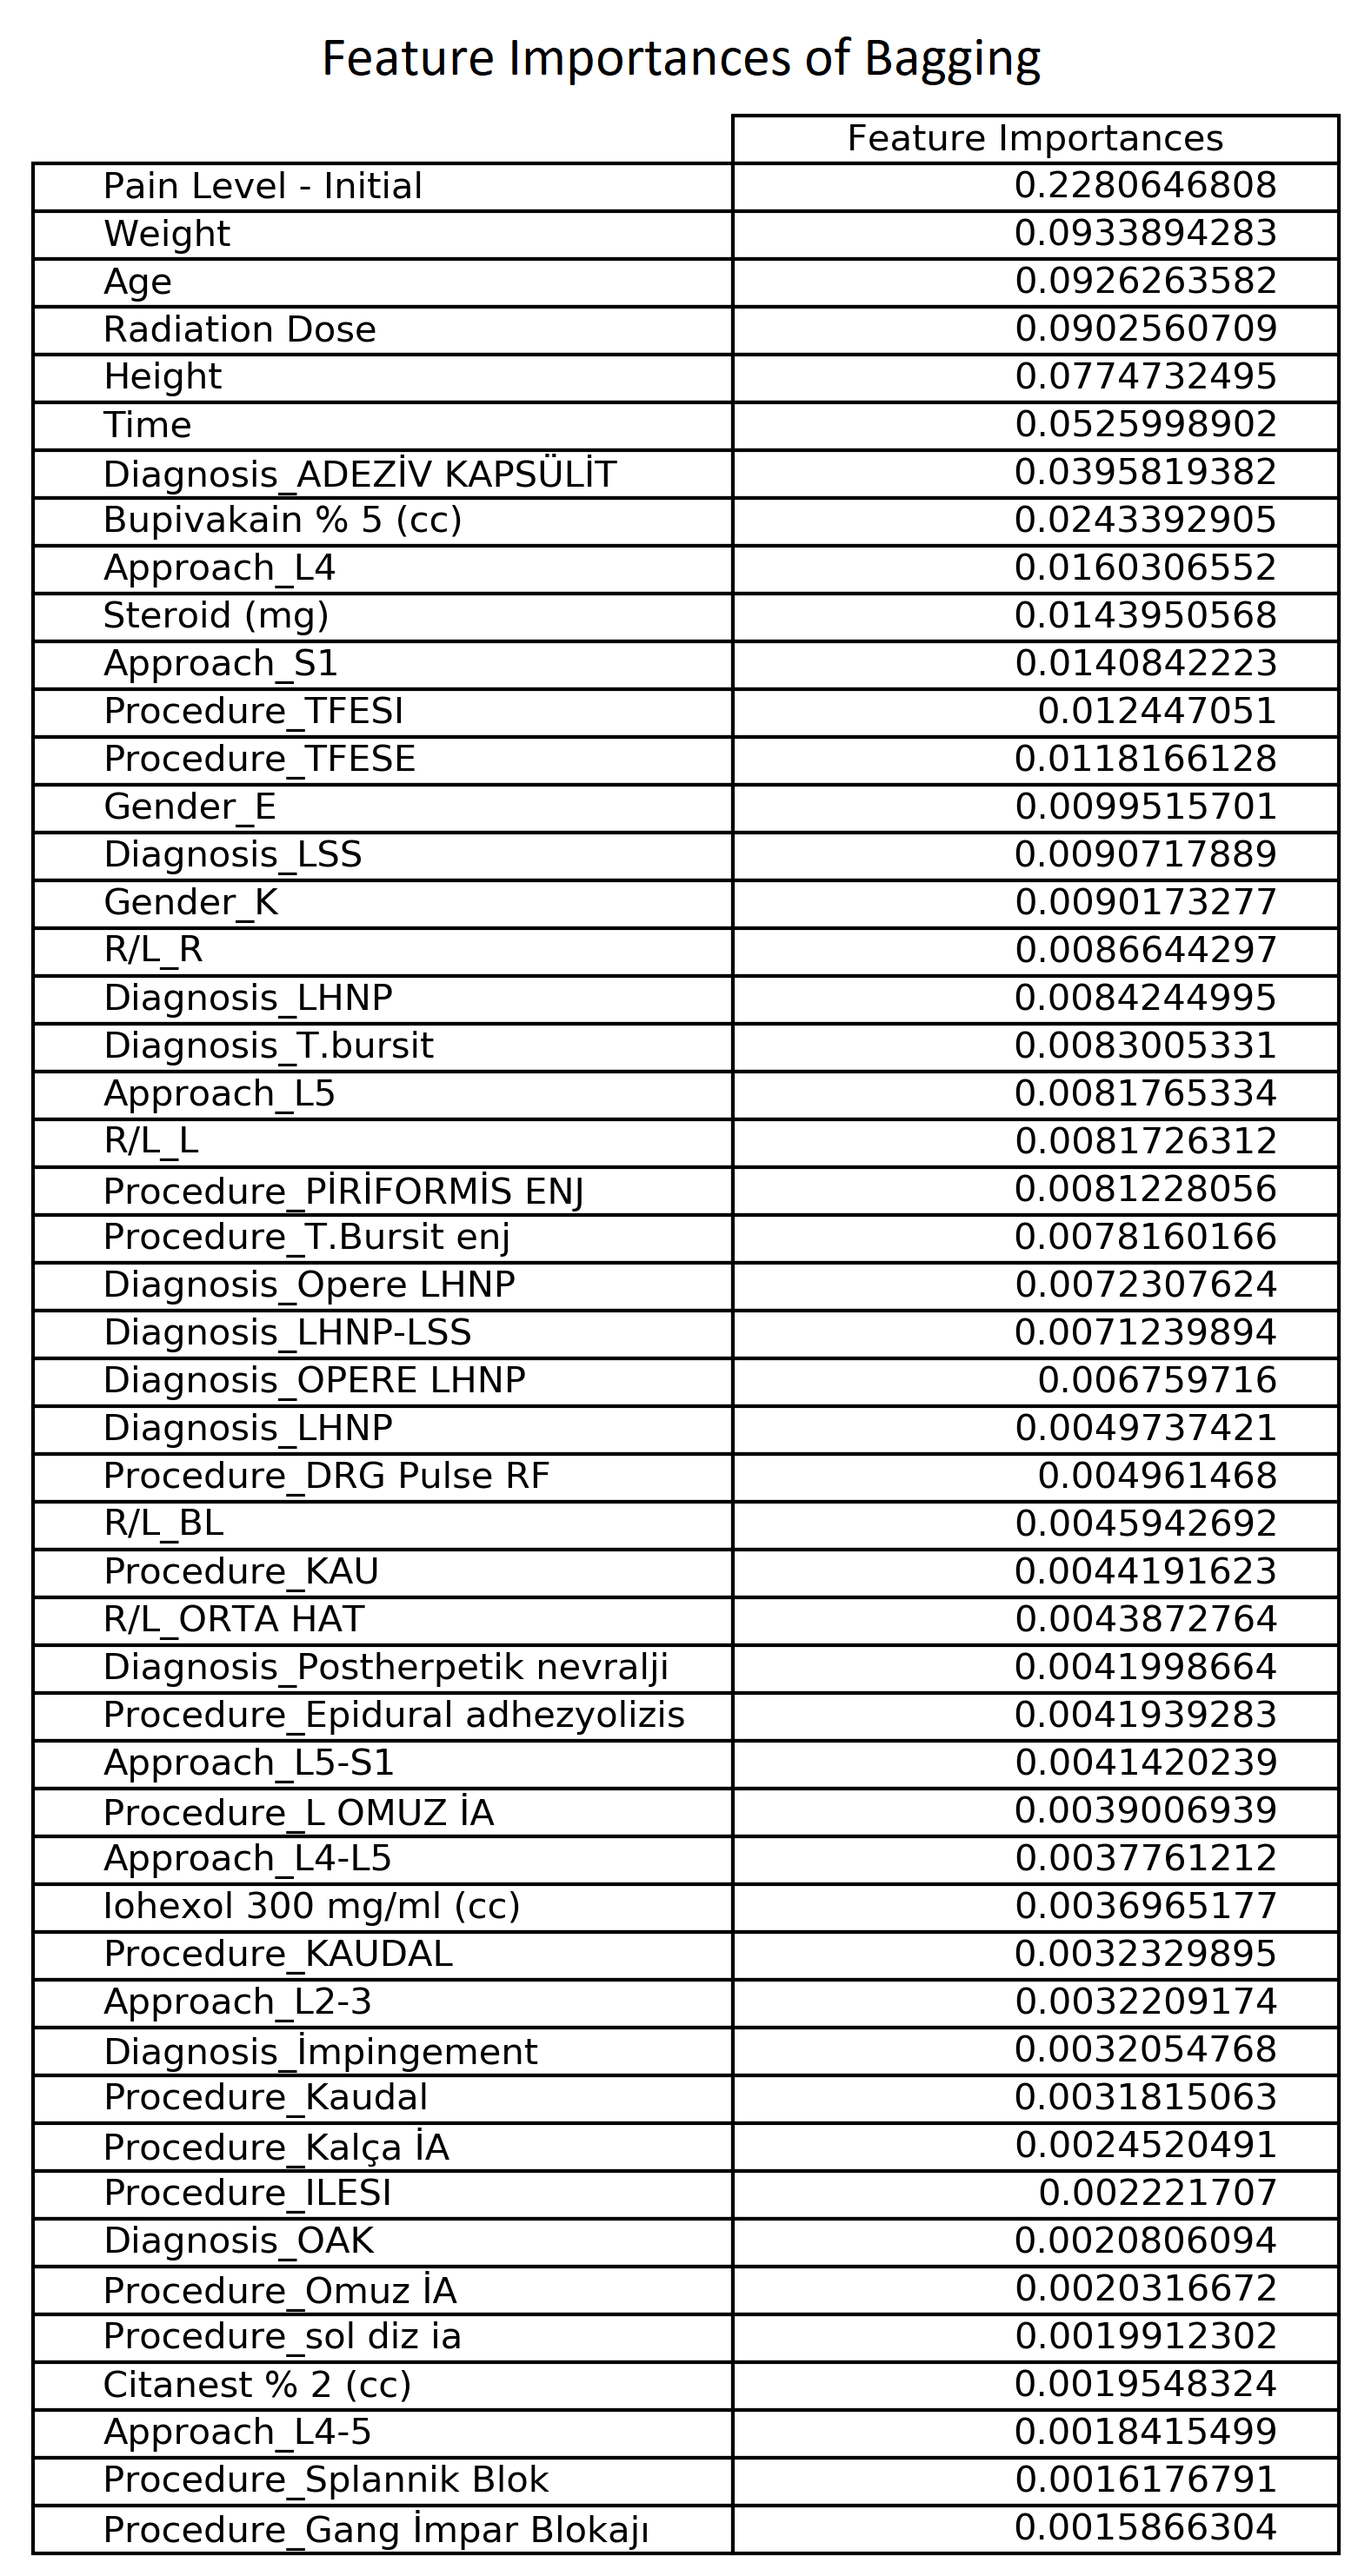 Feature Importances of Bagging
Feature Importances
Pain Level - Initial 0.2280646808
Weight 0.0933894283
Age 0.0926263582
Radiation Dose 0.0902560709
Height 0.0774732495
Time 0.0525998902
Diagnosis_ADEZİV KAPSÜLİT 0.0395819382
Bupivakain % 5 (cc) 0.0243392905
Approach_L4 0.0160306552
Steroid (mg) 0.0143950568
Approach_S1 0.0140842223
Procedure_TFESI 0.012447051
Procedure_TFESE 0.0118166128
Gender_E 0.0099515701
Diagnosis_LSS 0.0090717889
Gender_K 0.0090173277
R/L_R 0.0086644297
Diagnosis_LHNP 0.0084244995
Diagnosis_T.bursit 0.0083005331
Approach_L5 0.0081765334
R/L_L 0.0081726312
Procedure_PİRİFORMİS ENJ 0.0081228056
Procedure_T.Bursit enj 0.0078160166
Diagnosis_Opere LHNP 0.0072307624
Diagnosis_LHNP-LSS 0.0071239894
Diagnosis_OPERE LHNP 0.006759716
Diagnosis_LHNP 0.0049737421
Procedure_DRG Pulse RF 0.004961468
R/L_BL 0.0045942692
Procedure_KAU 0.0044191623
R/L_ORTA HAT 0.0043872764
Diagnosis_Postherpetik nevralji 0.0041998664
Procedure_Epidural adhezyolizis 0.0041939283
Approach_L5-S1 0.0041420239
Procedure_L OMUZ İA 0.0039006939
Approach_L4-L5 0.0037761212
Iohexol 300 mg/ml (cc) 0.0036965177
Procedure_KAUDAL 0.0032329895
Approach_L2-3 0.0032209174
Diagnosis_İmpingement 0.0032054768
Procedure_Kaudal 0.0031815063
Procedure_Kalça İA 0.0024520491
Procedure_ILESI 0.002221707
Diagnosis_OAK 0.0020806094
Procedure_Omuz İA 0.0020316672
Procedure_sol diz ia 0.0019912302
Citanest % 2 (cc) 0.0019548324
Approach_L4-5 0.0018415499
Procedure_Splannik Blok 0.0016176791
Procedure_Gang İmpar Blokajı 0.0015866304